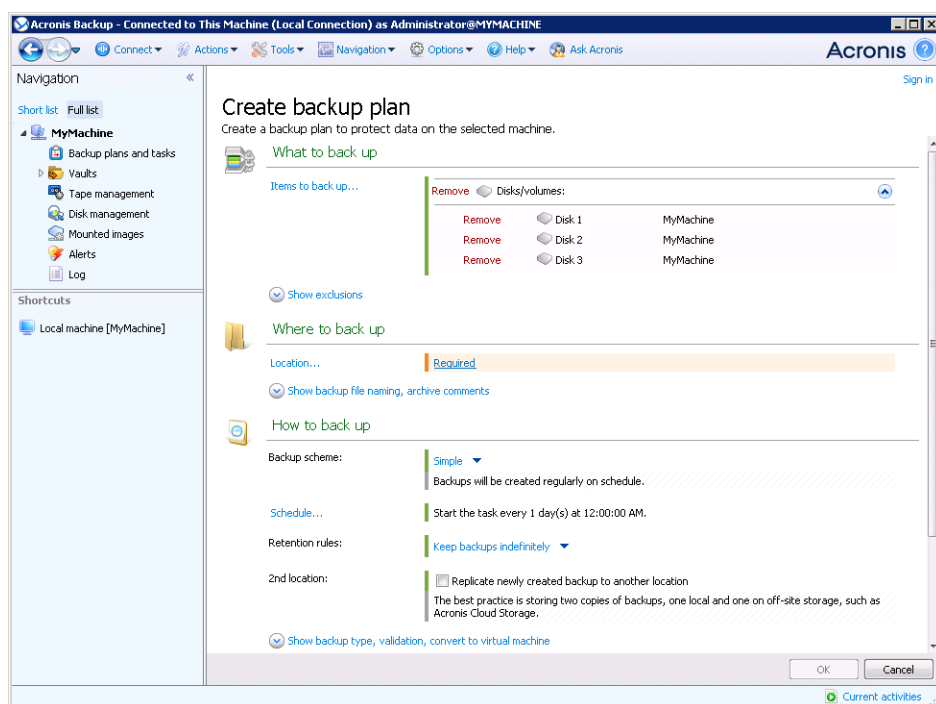 Acronis Backup - Connected to This Machine (Local Connection) as Administrator@MYMACHINE
Connect Actions Tools Navigation Options Help Ask Acronis Acronis
Navigation
Sign in
Short list Full list
MyMachine
Backup plans and tasks
Vaults
Tape management
Disk management
Mounted images
Alerts
Log
Shortcuts
Local machine [MyMachine]
Create backup plan
Create a backup plan to protect data on the selected machine.
What to back up
Items to back up... Remove Disks/volumes:
Remove Disk 1 MyMachine
Remove Disk 2 MyMachine
Remove Disk 3 MyMachine
Show exclusions
Where to back up
Location... Required
Show backup file naming, archive comments
How to back up
Backup scheme: Simple
Backups will be created regularly on schedule.
Schedule... Start the task every 1 day(s) at 12:00:00 AM.
Retention rules: Keep backups indefinitely
2nd location: Replicate newly created backup to another location
The best practice is storing two copies of backups, one local and one on off-site storage, such as
Acronis Cloud Storage.
Show backup type, validation, convert to virtual machine
OK Cancel
Current activities